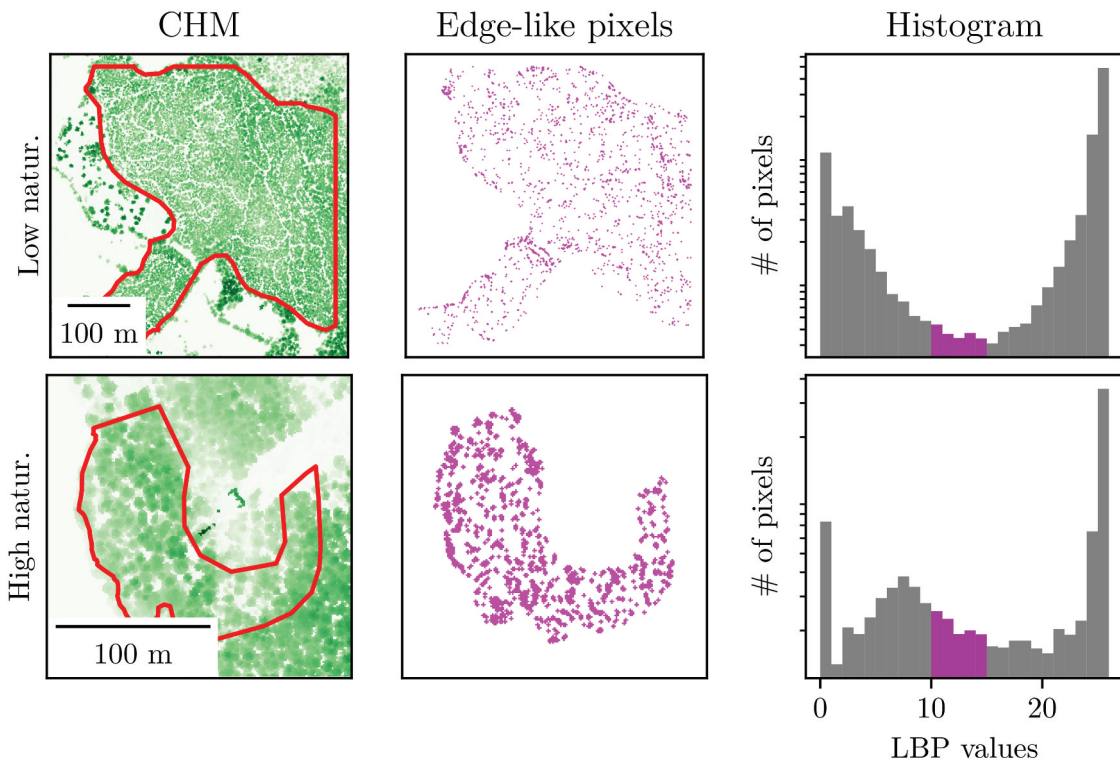 CHM
Edge-like pixels
Histogram
Low natur.
100 m
# of pixels
High natur.
100 m
# of pixels
0
10
20
LBP values